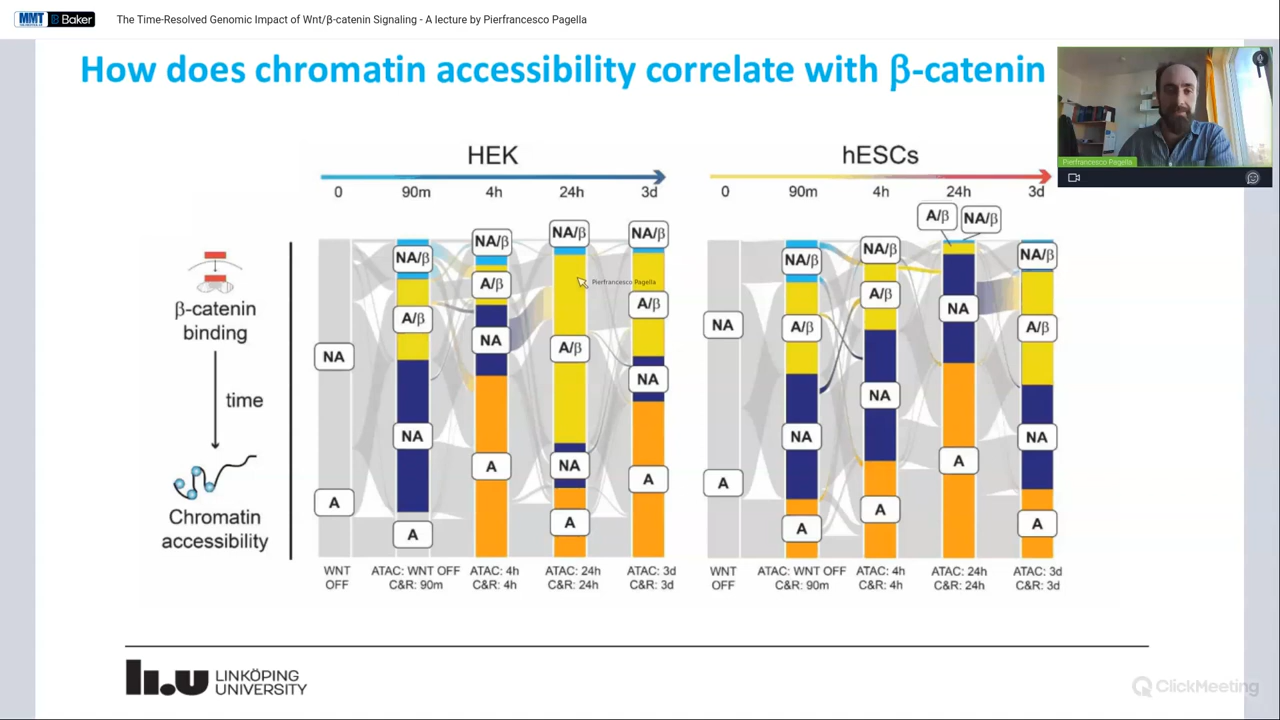 MMT Baker
The Time-Resolved Genomic Impact of Wnt/β-catenin Signaling - A lecture by Pierfrancesco Pagella
How does chromatin accessibility correlate with β-catenin
Pierfrancesco Pagella
HEK
0 90m 4h 24h 3d
hESCs
0 90m 4h 24h 3d
β-catenin
binding
time
Chromatin
accessibility
NA
A
NA/β
A/β
NA
A
NA/β
A/β
NA
A
NA/β
Pierfrancesco Pagella
A/β
NA
A
NA/β
A/β
NA
A
NA
A
NA/β
A/β
NA
A
NA/β
A/β
NA
A
A/β
NA/β
NA
A
NA/β
A/β
NA
A
WNT
OFF
ATAC: WNT OFF
C&R: 90m
ATAC: 4h
C&R: 4h
ATAC: 24h
C&R: 24h
ATAC: 3d
C&R: 3d
WNT
OFF
ATAC: WNT OFF
C&R: 90m
ATAC: 4h
C&R: 4h
ATAC: 24h
C&R: 24h
ATAC: 3d
C&R: 3d
li.u LINKÖPING
UNIVERSITY
ClickMeeting